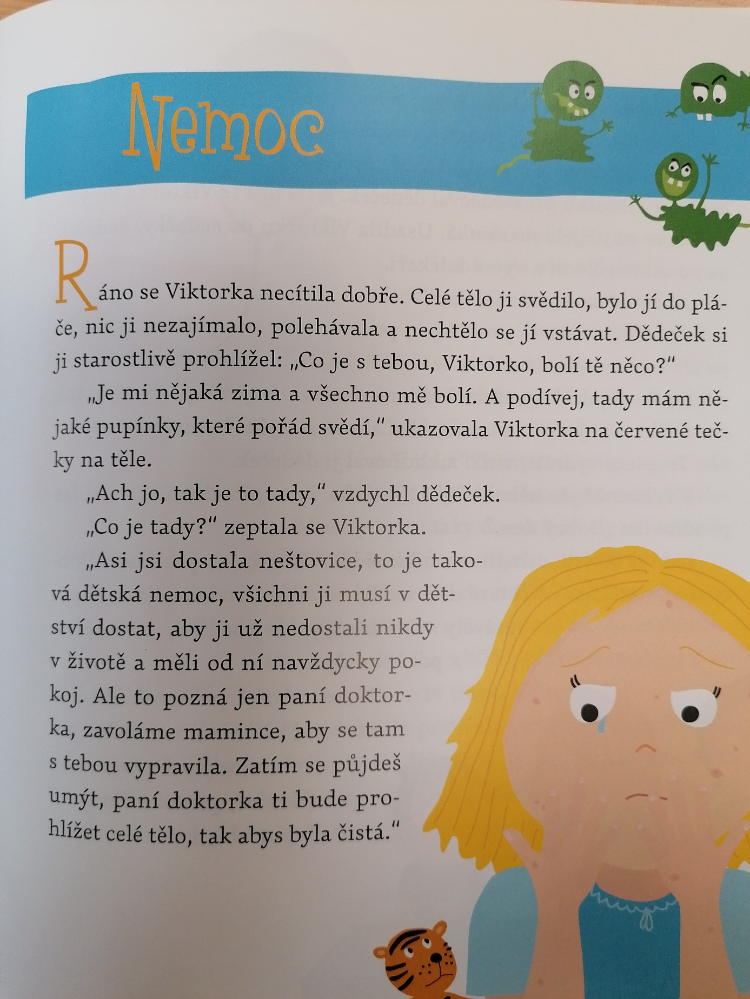 Nemoc
Ráno se Viktorka necítila dobře. Celé tělo ji svědilo, bylo jí do plá-
če, nic ji nezajímalo, polehávala a nechtělo se jí vstávat. Dědeček si
ji starostlivě prohlížel: „Co je s tebou, Viktorko, bolí tě něco?“
„Je mi nějaká zima a všechno mě bolí. A podívej, tady mám ně-
jaké pupínky, které pořád svědí,“ ukazovala Viktorka na červené teč-
ky na těle.
„Ach jo, tak je to tady,“ vzdychl dědeček.
„Co je tady?“ zeptala se Viktorka.
„Asi jsi dostala neštovice, to je tako-
vá dětská nemoc, všichni ji musí v dět-
ství dostat, aby ji už nedostali nikdy
v životě a měli od ní navždycky po-
koj. Ale to pozná jen paní doktor-
ka, zavoláme mamince, aby se tam
s tebou vypravila. Zatím se půjdeš
umýt, paní doktorka ti bude pro-
hlížet celé tělo, tak abys byla čistá.“